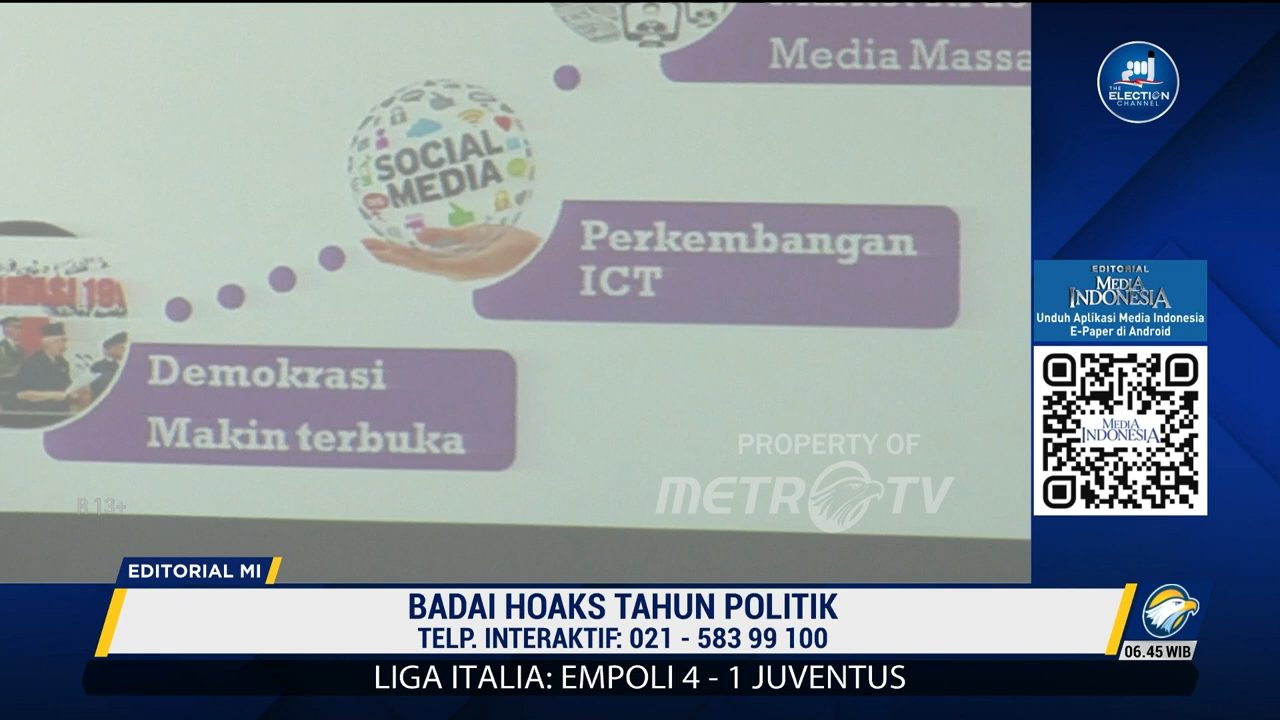 Media Massa
THE
ELECTION
CHANNEL
SOCIAL
MEDIA
Perkembangan
ICT
EDITORIAL
MEDIA
INDONESIA
Unduh Aplikasi Media Indonesia
E-Paper di Android
MEDIA
INDONESIA
Demokrasi
Makin terbuka
PROPERTY OF
METRO TV
R 13+
EDITORIAL MI
BADAI HOAKS TAHUN POLITIK
TELP. INTERAKTIF: 021 - 583 99 100
06.45 WIB
LIGA ITALIA: EMPOLI 4 - 1 JUVENTUS